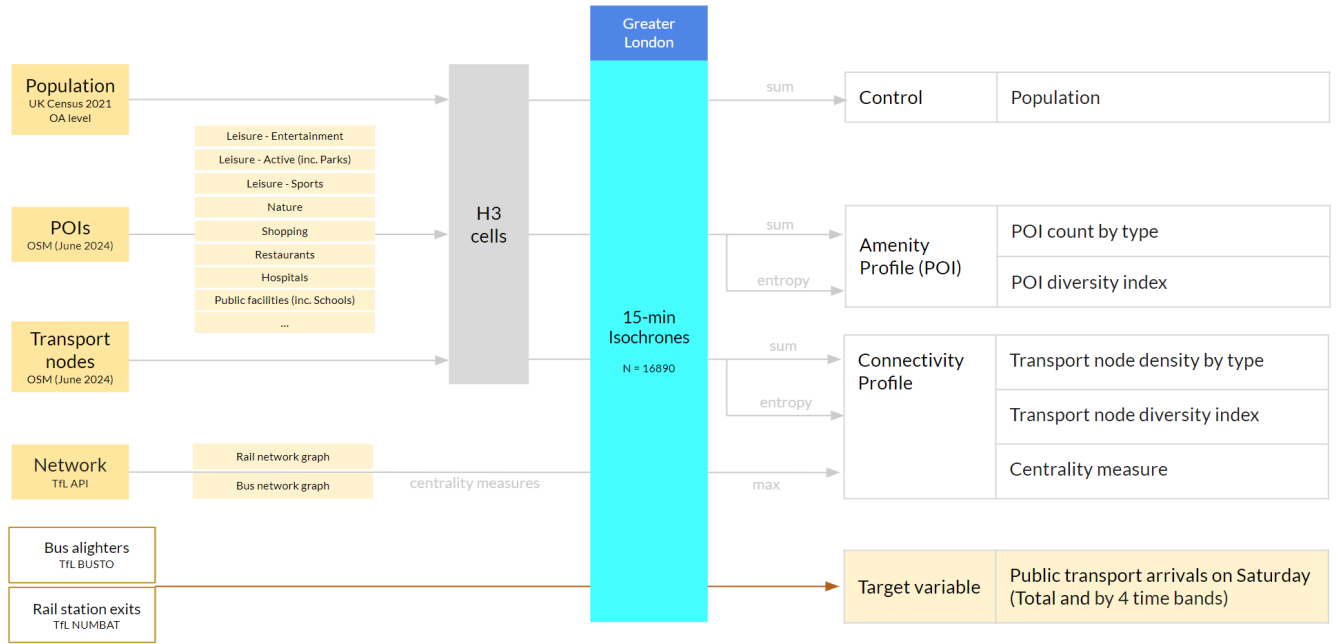 Greater
London
Population
UK Census 2021
OA level
sum
Control
Population
Leisure - Entertainment
Leisure - Active (inc. Parks)
Leisure - Sports
Nature
Shopping
Restaurants
Hospitals
Public facilities (inc. Schools)
...
POIs
OSM (June 2024)
H3
cells
sum
entropy
Amenity
Profile (POI)
POI count by type
POI diversity index
15-min
Isochrones
N = 16890
Transport
nodes
OSM (June 2024)
sum
entropy
Connectivity
Profile
Transport node density by type
Transport node diversity index
Centrality measure
Network
TfL API
Rail network graph
Bus network graph
centrality measures
max
Bus alighters
TfL BUSTO
Rail station exits
TfL NUMBAT
Target variable
Public transport arrivals on Saturday
(Total and by 4 time bands)